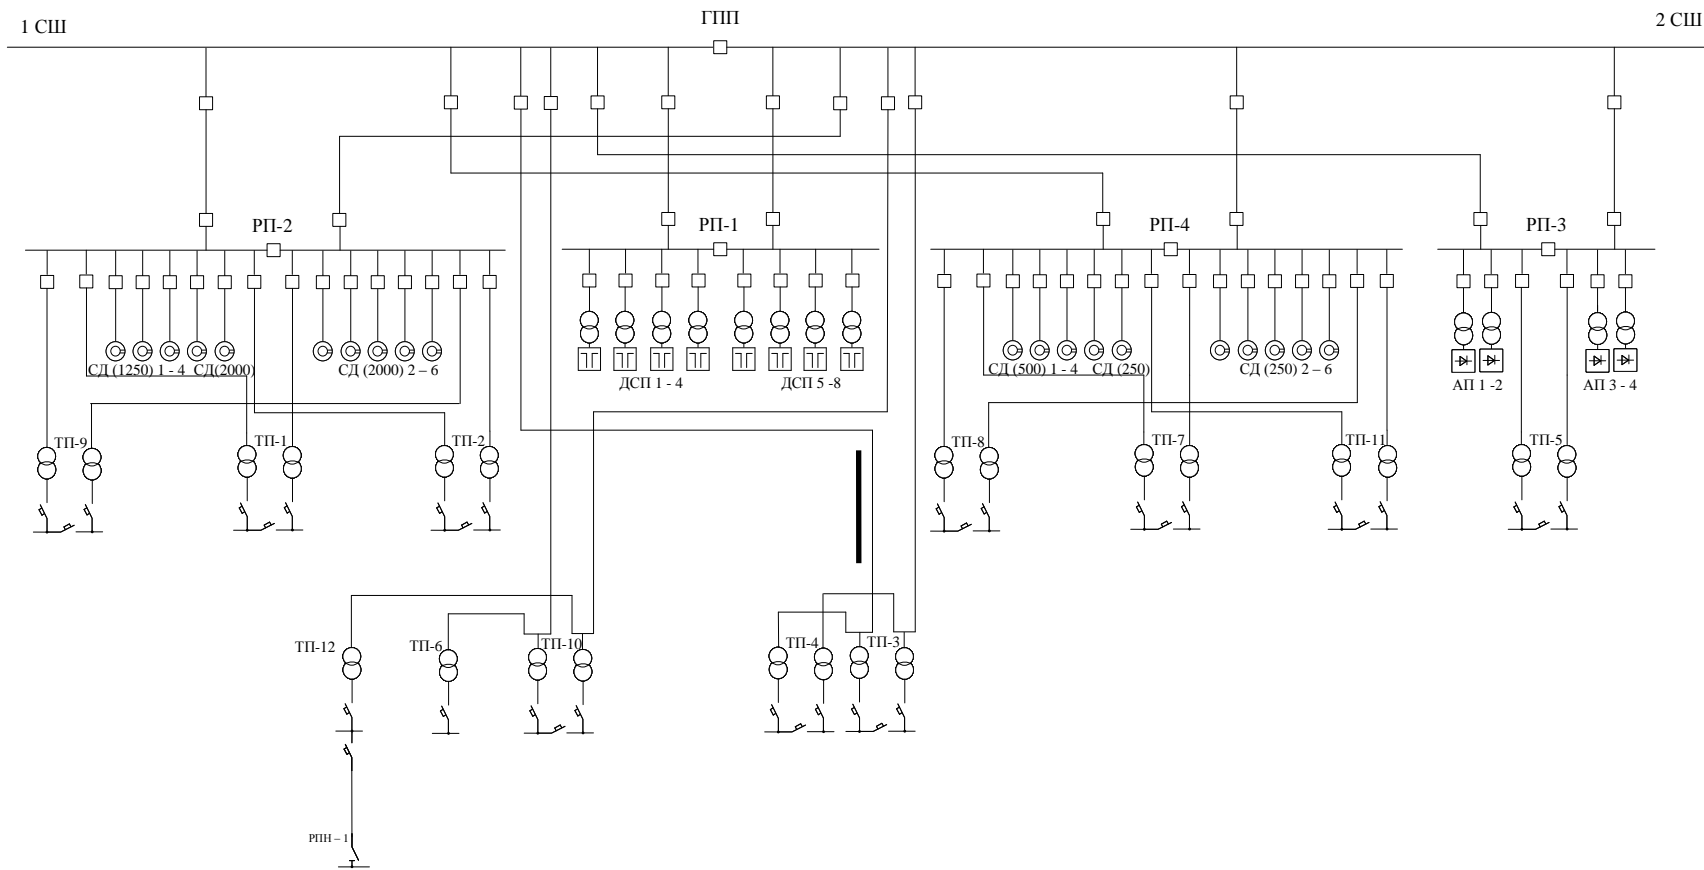 1 СШ
ГПП
2 СШ
РП-2
РП-1
РП-4
РП-3
СД (1250) 1 - 4
СД(2000)
СД (2000) 2 – 6
ДСП 1 - 4
ДСП 5 -8
СД (500) 1 - 4
СД (250)
СД (250) 2 – 6
АП 1 -2
АП 3 - 4
ТП-9
ТП-1
ТП-2
ТП-8
ТП-7
ТП-11
ТП-5
ТП-12
ТП-6
ТП-10
ТП-4
ТП-3
РПН – 1